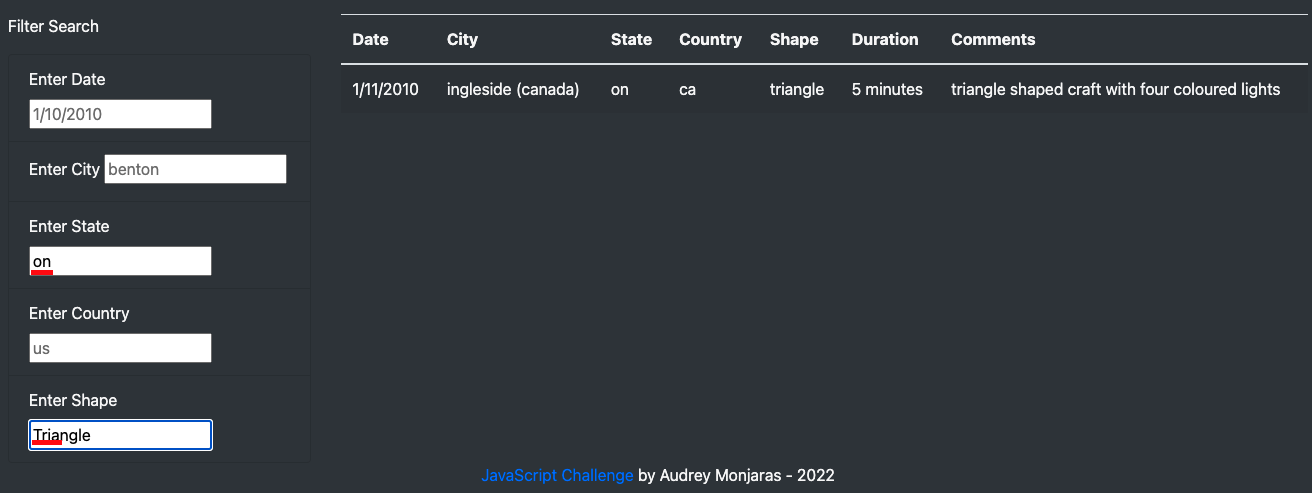 Filter Search
Enter Date
1/10/2010
Enter City benton
Enter State
on
Enter Country
us
Enter Shape
Triangle
Date City State Country Shape Duration Comments
1/11/2010 ingleside (canada) on ca triangle 5 minutes triangle shaped craft with four coloured lights
JavaScript Challenge by Audrey Monjaras - 2022